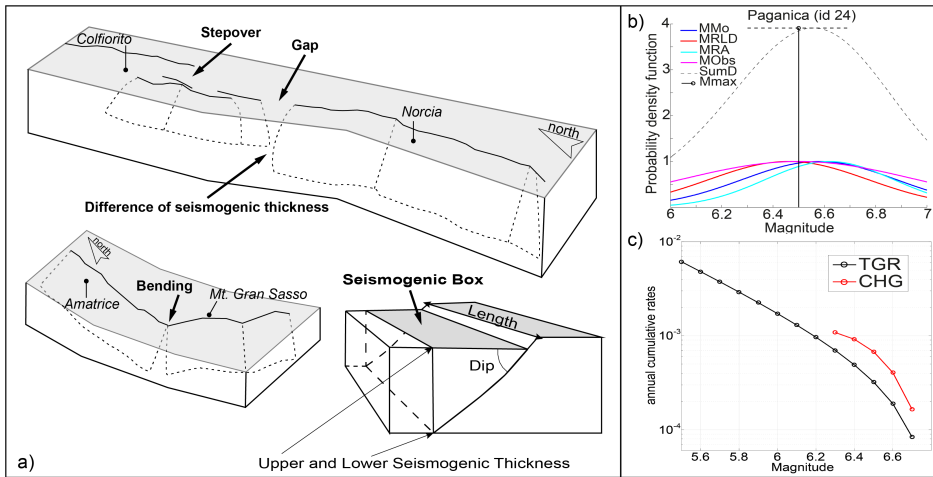 a)
Colfiorito
Stepover
Gap
Norcia
north
Difference of seismogenic thickness
north
Amatrice
Bending
Mt. Gran Sasso
Seismogenic Box
Length
Dip
Upper and Lower Seismogenic Thickness
b)
Paganica (id 24)
MMo
MRLD
MRA
MObs
SumD
Mmax
Probability density function
4
3
2
1
6 6.2 6.4 6.6 6.8 7
Magnitude
c)
TGR
CHG
annual cumulative rates
10-2
10-3
10-4
5.6 5.8 6 6.2 6.4 6.6
Magnitude